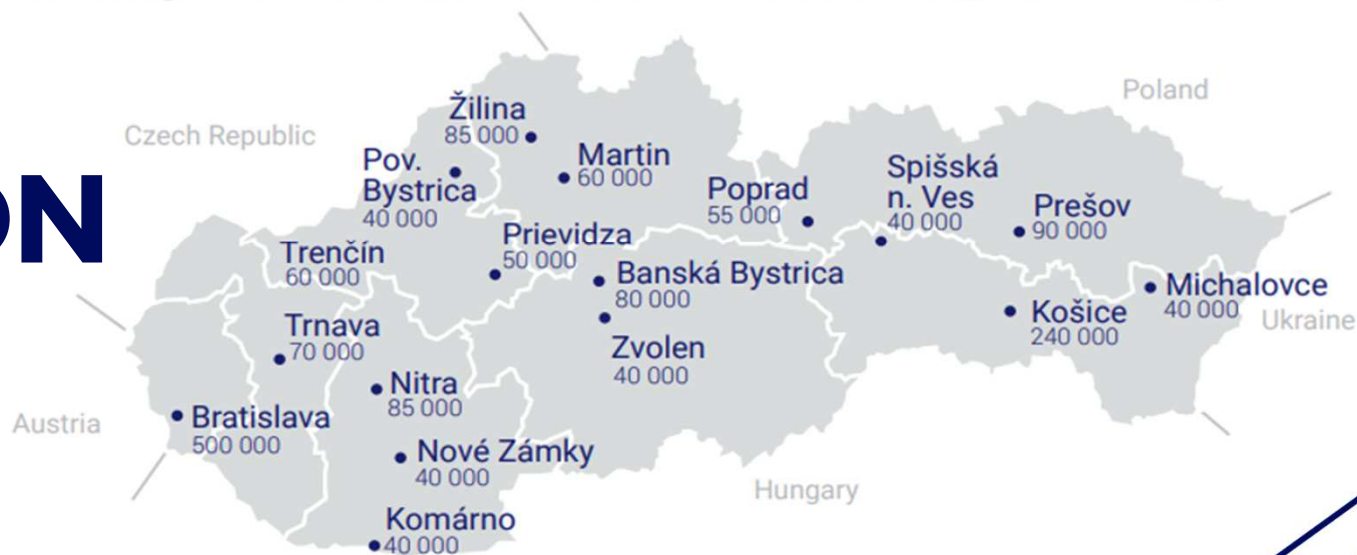 Poland
Czech Republic
Žilina
85 000
Martin
60 000
Pov.
Bystrica
40 000
Spišská
n. Ves
40 000
Poprad
55 000
Prešov
90 000
ON
Prievidza
50 000
Trenčín
60 000
Banská Bystrica
80 000
Michalovce
40 000
Košice
240 000
Ukraine
Trnava
70 000
Zvolen
40 000
Nitra
85 000
Austria
Bratislava
500 000
Nové Zámky
40 000
Hungary
Komárno
40 000